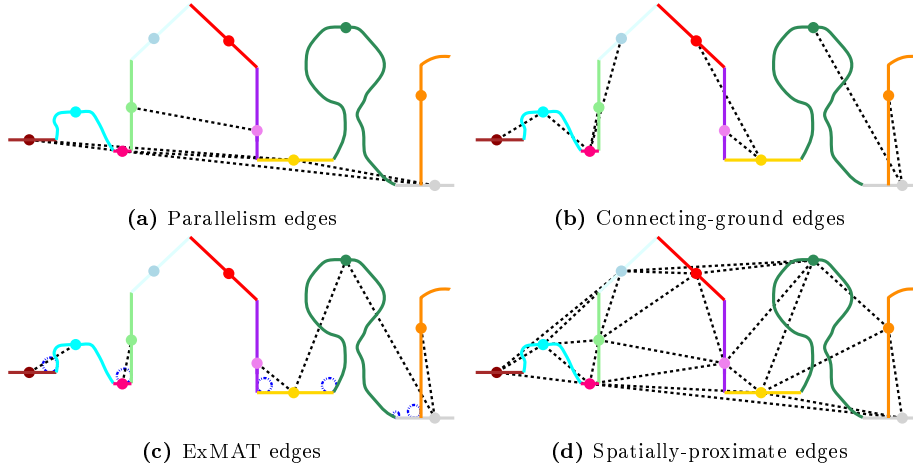 (a) Parallelism edges
(b) Connecting-ground edges
(c) ExMAT edges
(d) Spatially-proximate edges